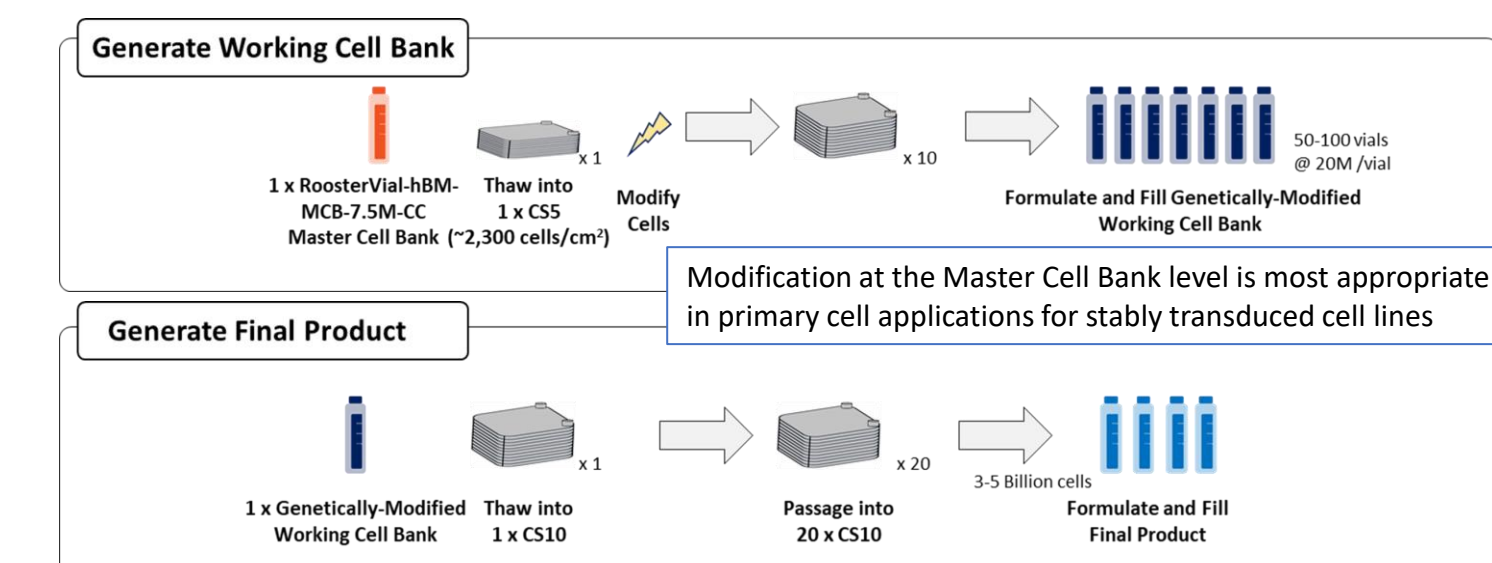 Generate Working Cell Bank
x 1
x 10
50-100 vials
@ 20M /vial
1 x RoosterVial-hBM-
MCB-7.5M-CC
Master Cell Bank
Thaw into
1 x CS5
(~2,300 cells/cm²)
Modify
Cells
Formulate and Fill Genetically-Modified
Working Cell Bank
Modification at the Master Cell Bank level is most appropriate
in primary cell applications for stably transduced cell lines
Generate Final Product
x 1
x 20
3-5 Billion cells
1 x Genetically-Modified
Working Cell Bank
Thaw into
1 x CS10
Passage into
20 x CS10
Formulate and Fill
Final Product